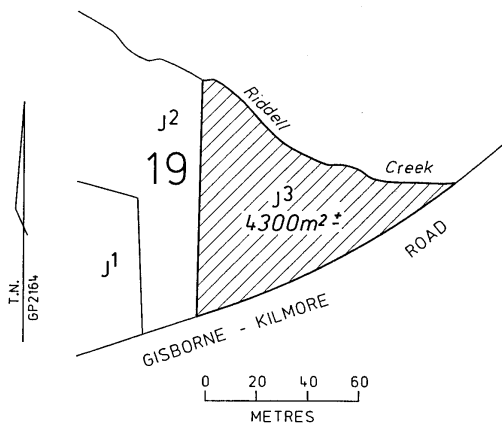 Riddell
Creek
J2
19
J3
4300m² ±
J1
ROAD
GISBORNE - KILMORE
T.N.
GP2164
0 20 40 60
METRES